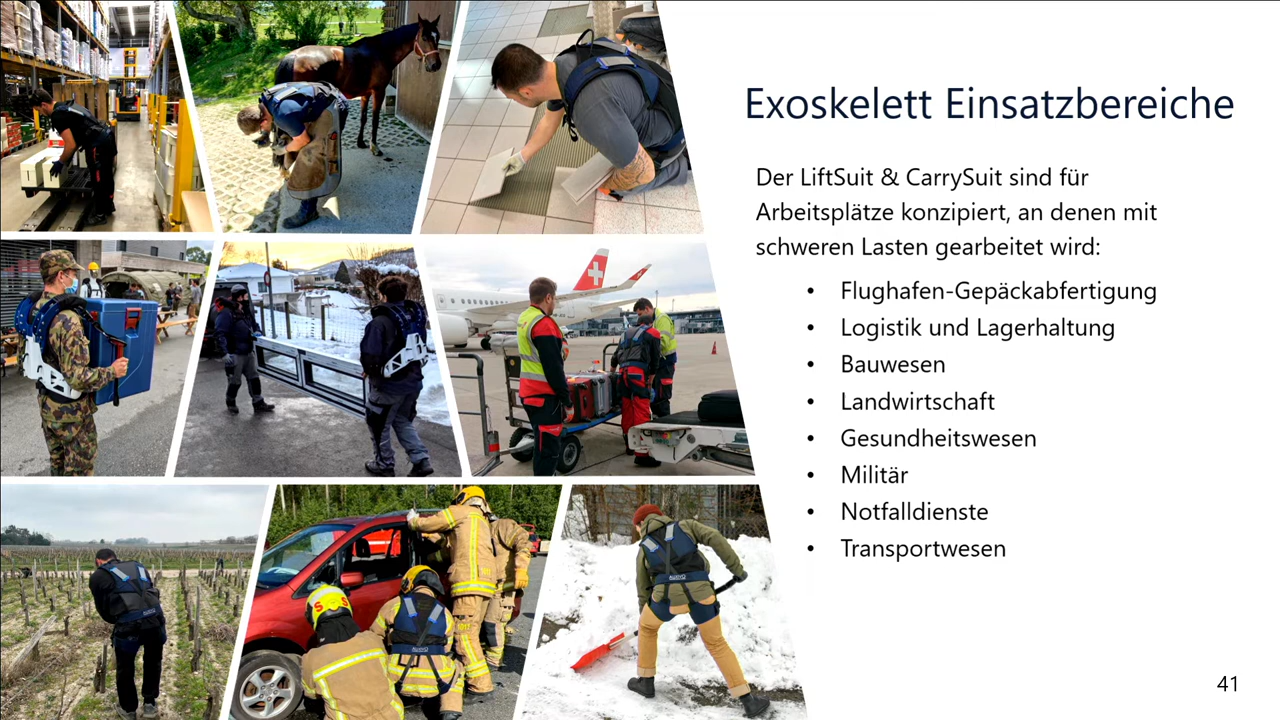 Exoskelett Einsatzbereiche
Der LiftSuit & CarrySuit sind für
Arbeitsplätze konzipiert, an denen mit
schweren Lasten gearbeitet wird:
• Flughafen-Gepäckabfertigung
• Logistik und Lagerhaltung
• Bauwesen
• Landwirtschaft
• Gesundheitswesen
• Militär
• Notfalldienste
• Transportwesen
41